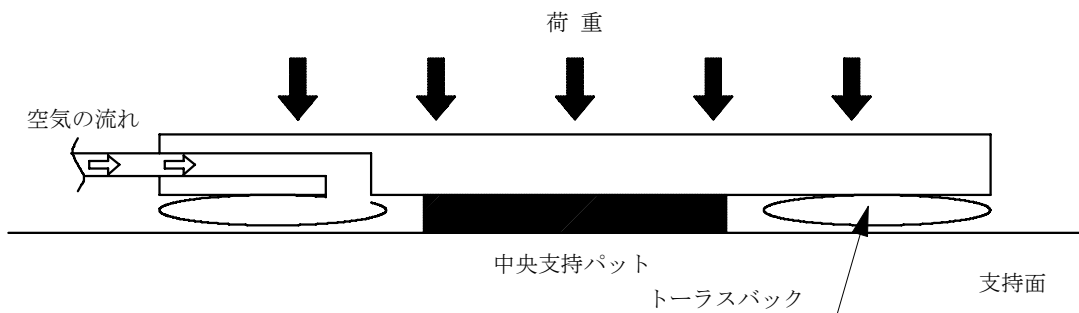 荷 重
空気の流れ
中央支持パット
トーラスバック
支持面